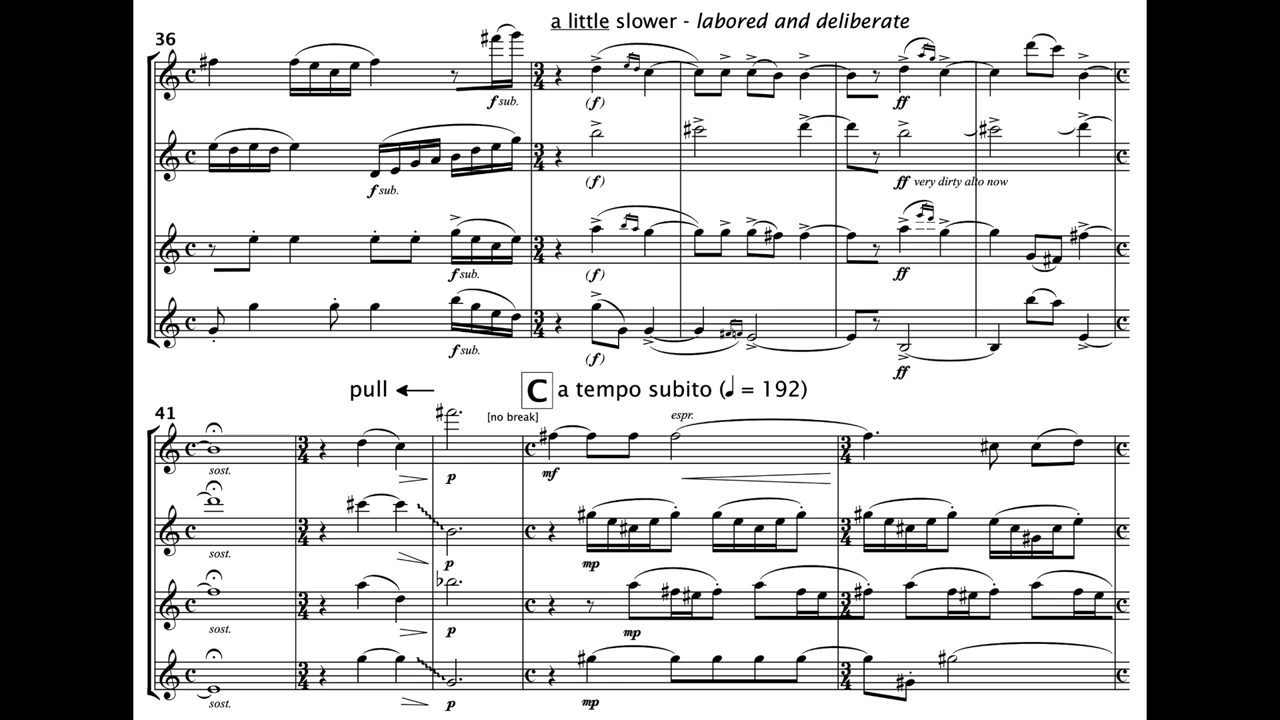 a little slower - labored and deliberate
36
f sub.
(f)
ff
f sub.
(f)
ff very dirty alto now
f sub.
(f)
ff
f sub.
(f)
ff
pull
C a tempo subito (♩ = 192)
41
[no break]
espr.
sost.
p
mf
sost.
p
mp
sost.
p
mp
sost.
p
mp